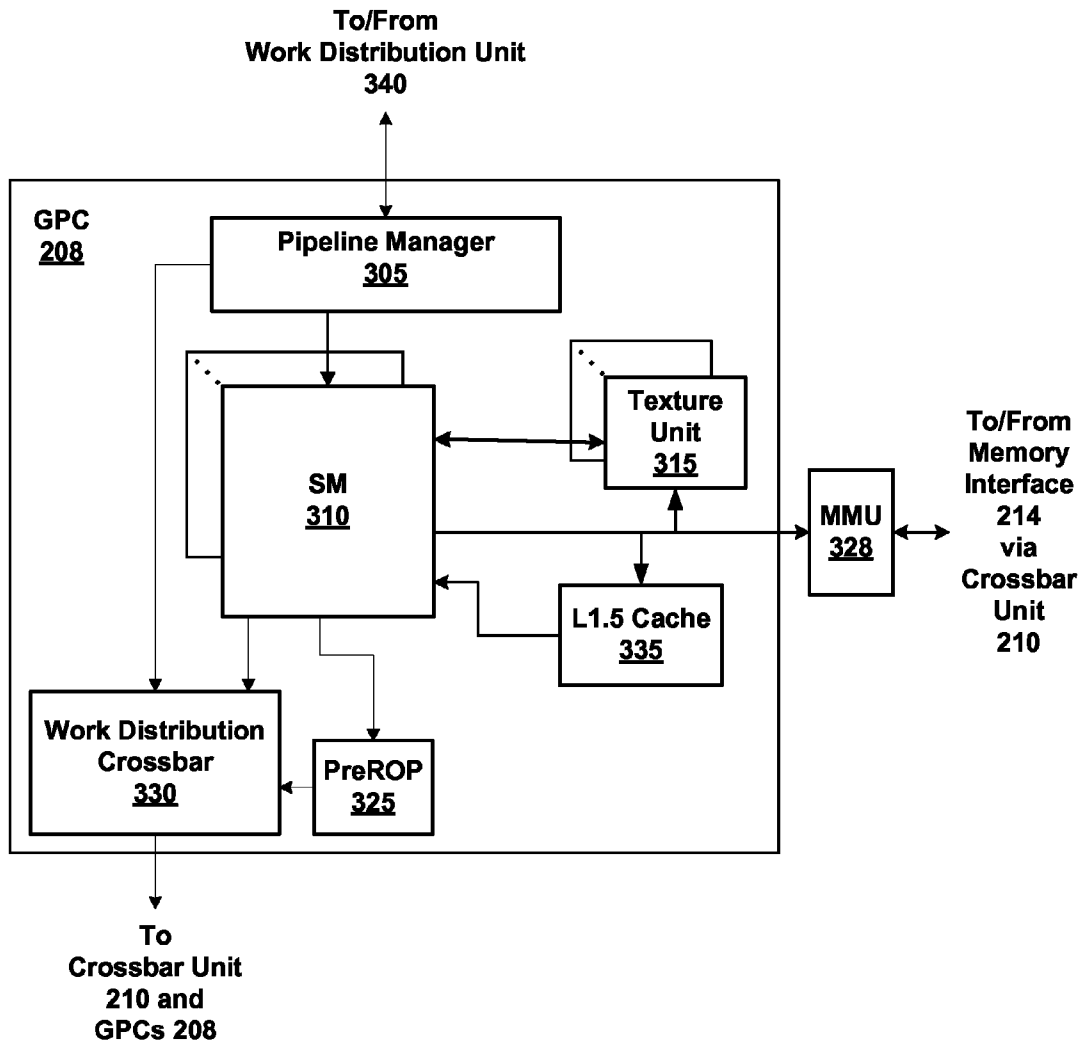 To/From
Work Distribution Unit
340
GPC
208
Pipeline Manager
305
Texture
Unit
315
SM
310
MMU
328
To/From
Memory
Interface
214
via
Crossbar
Unit
210
L1.5 Cache
335
Work Distribution
Crossbar
330
PreROP
325
To
Crossbar Unit
210 and
GPCs 208